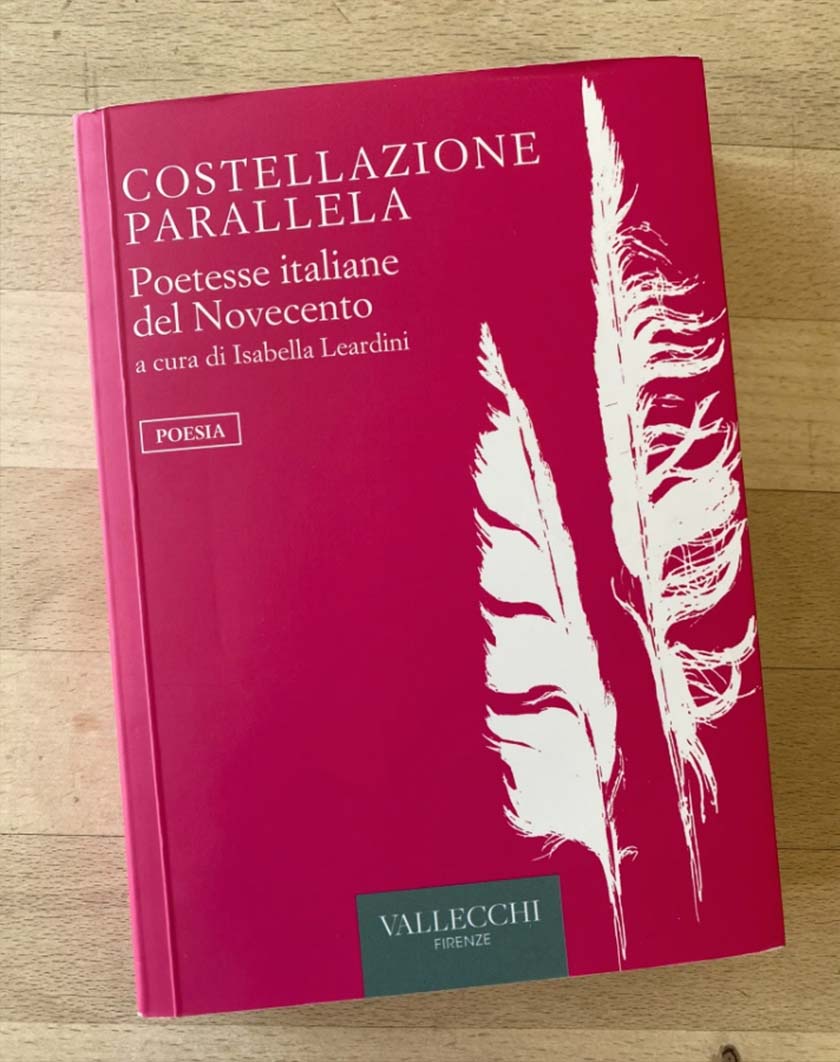 COSTELLAZIONE
PARALLELA
Poetesse italiane
del Novecento
a cura di Isabella Leardini
POESIA
VALLECCHI
FIRENZE